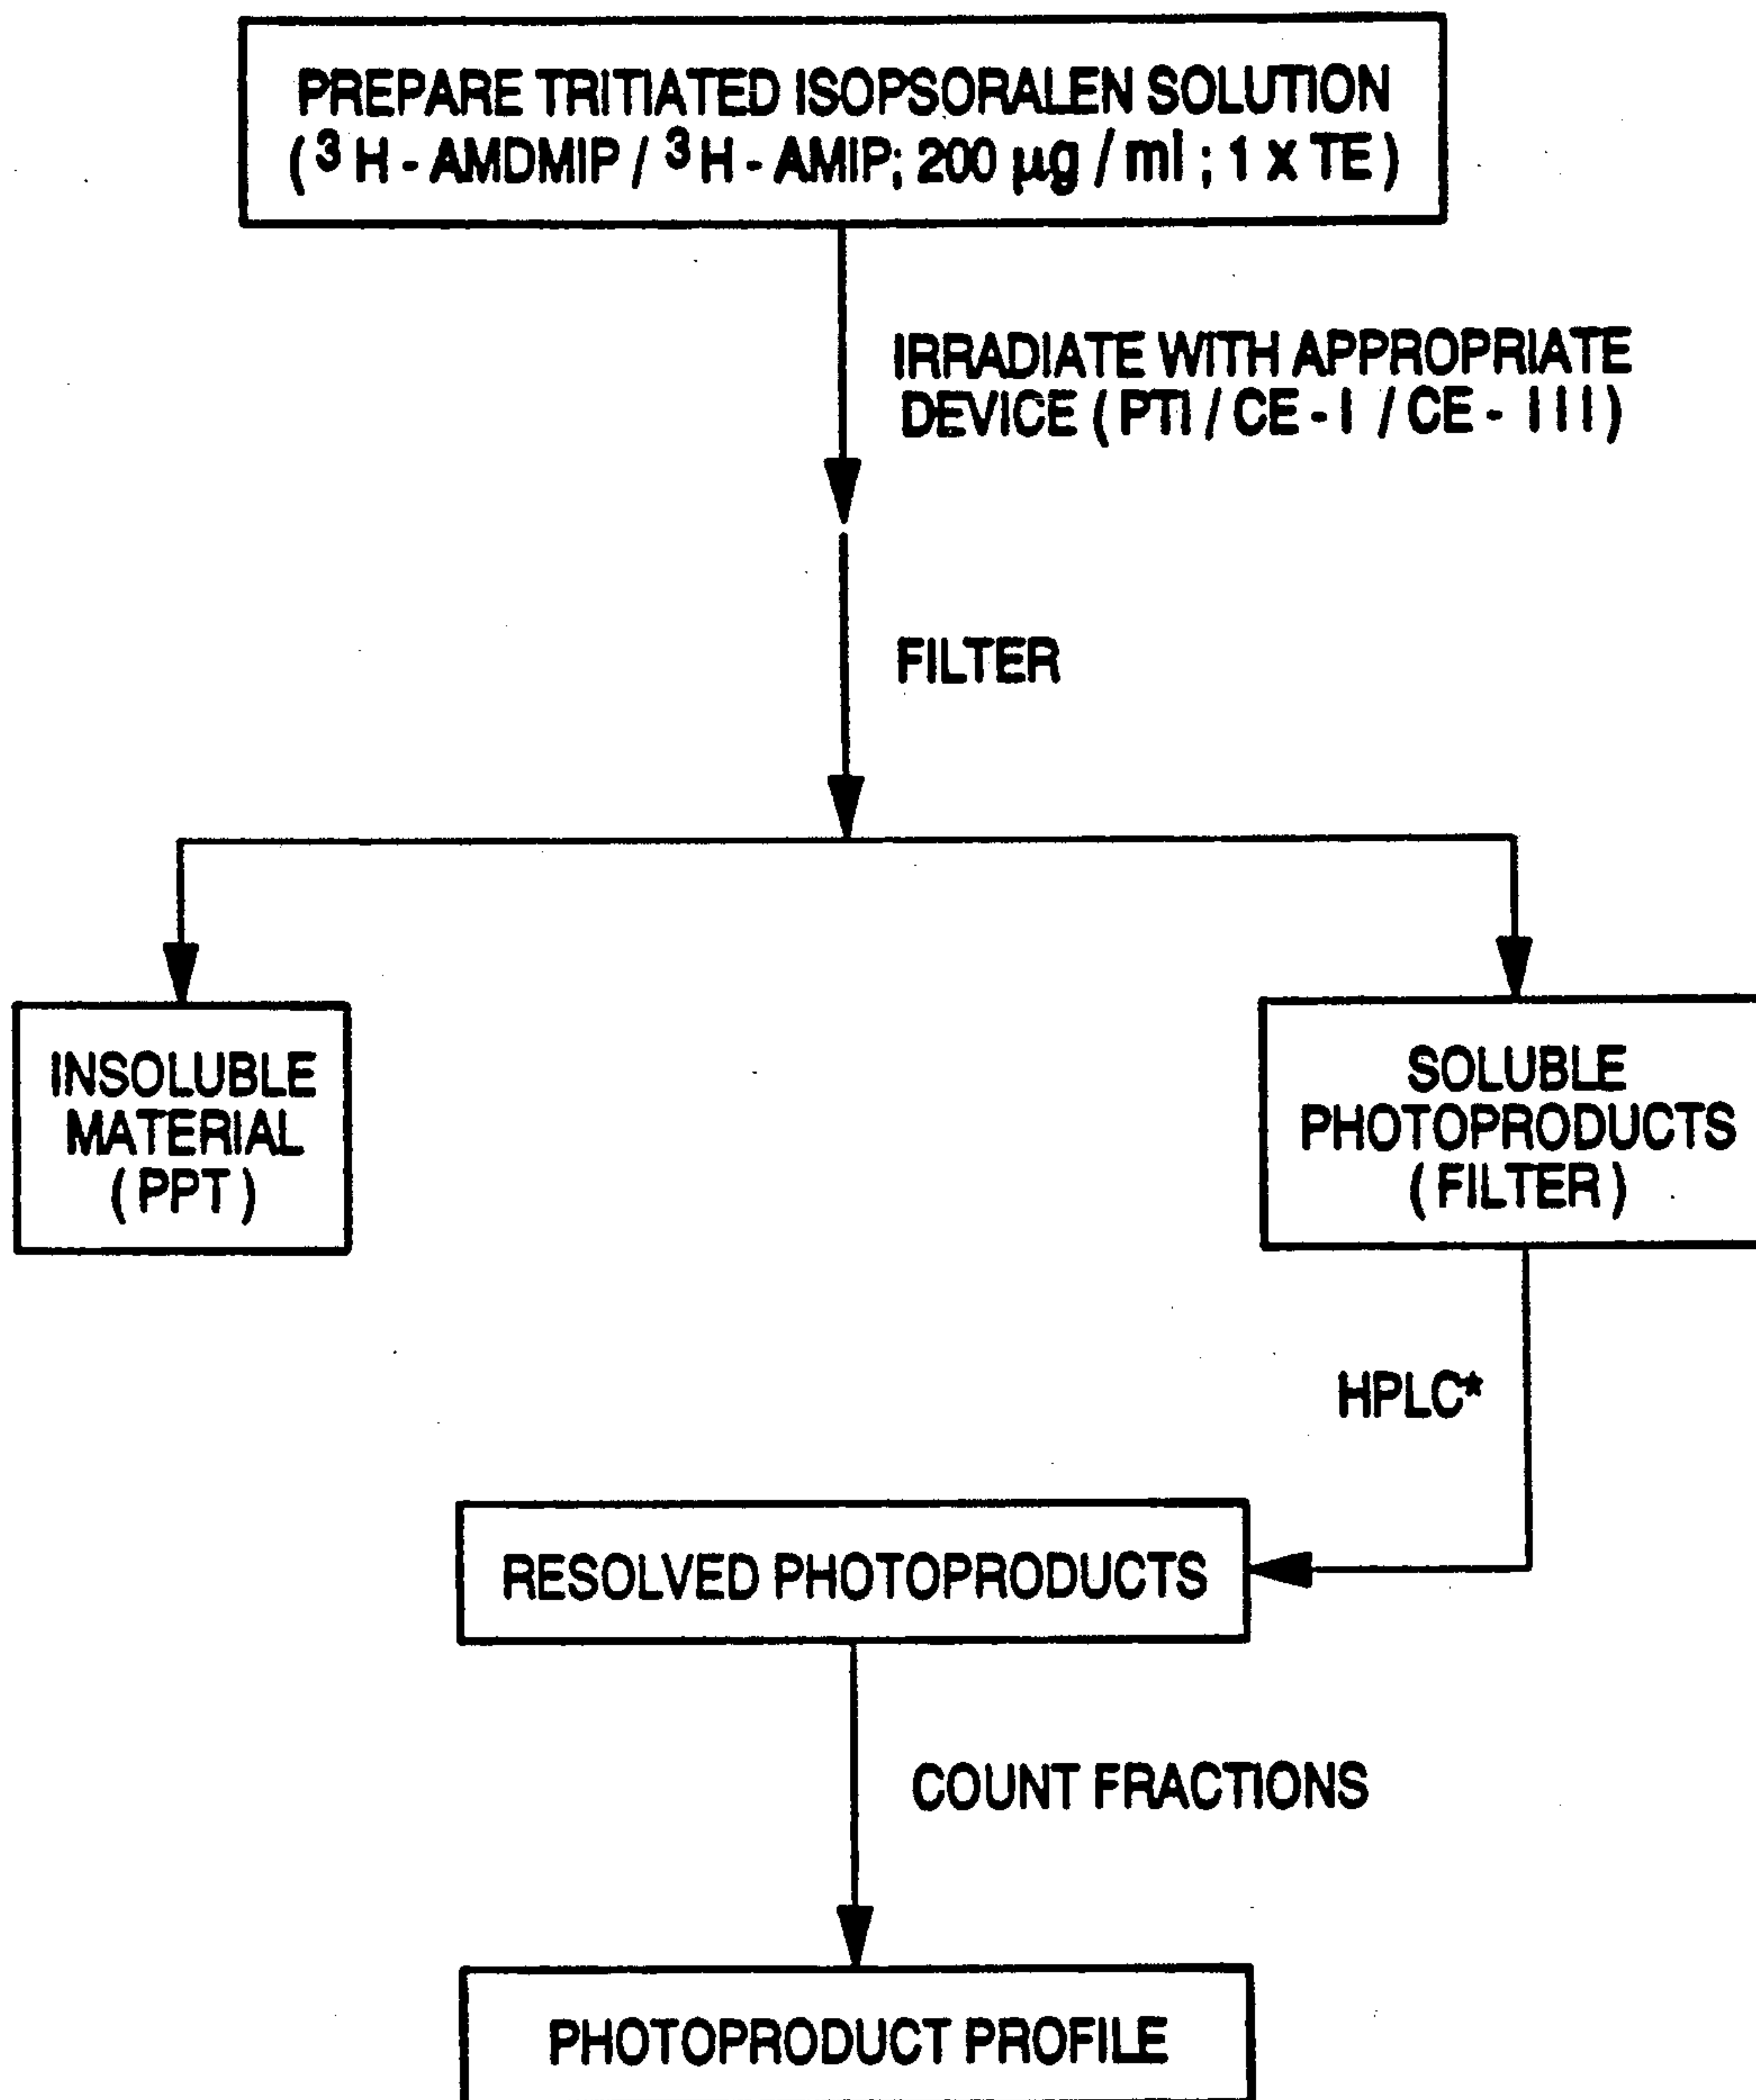 PREPARE TRITIATED ISOPSORALEN SOLUTION
( ³H - AMDMIP / ³H - AMIP; 200 µg / ml ; 1 x TE )
IRRADIATE WITH APPROPRIATE
DEVICE ( PTI / CE - I / CE - III )
FILTER
INSOLUBLE
MATERIAL
( PPT )
SOLUBLE
PHOTOPRODUCTS
( FILTER )
HPLC*
RESOLVED PHOTOPRODUCTS
COUNT FRACTIONS
PHOTOPRODUCT PROFILE